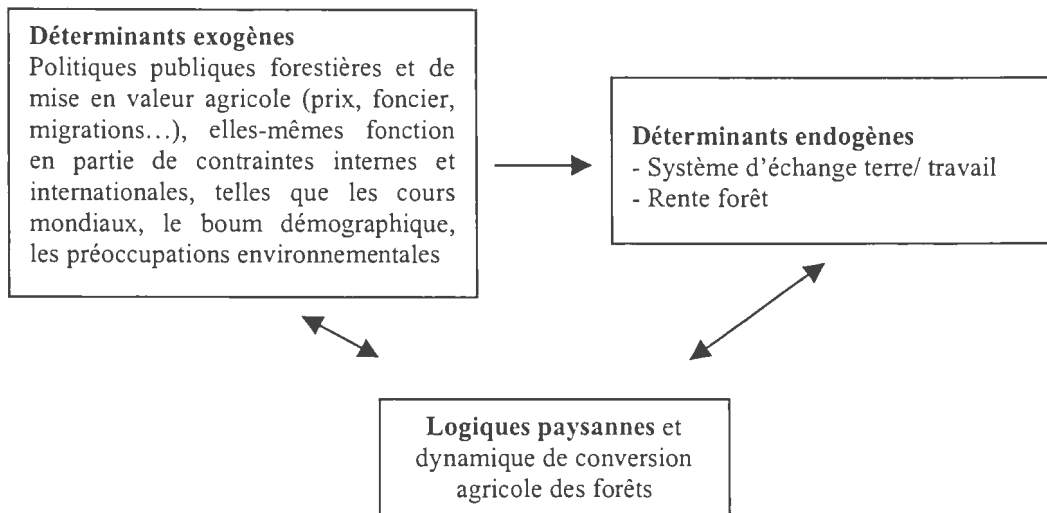 Déterminants exogènes
Politiques publiques forestières et de
mise en valeur agricole (prix, foncier,
migrations…), elles-mêmes fonction
en partie de contraintes internes et
internationales, telles que les cours
mondiaux, le boum démographique,
les préoccupations environnementales
Déterminants endogènes
- Système d'échange terre/ travail
- Rente forêt
Logiques paysannes et
dynamique de conversion
agricole des forêts